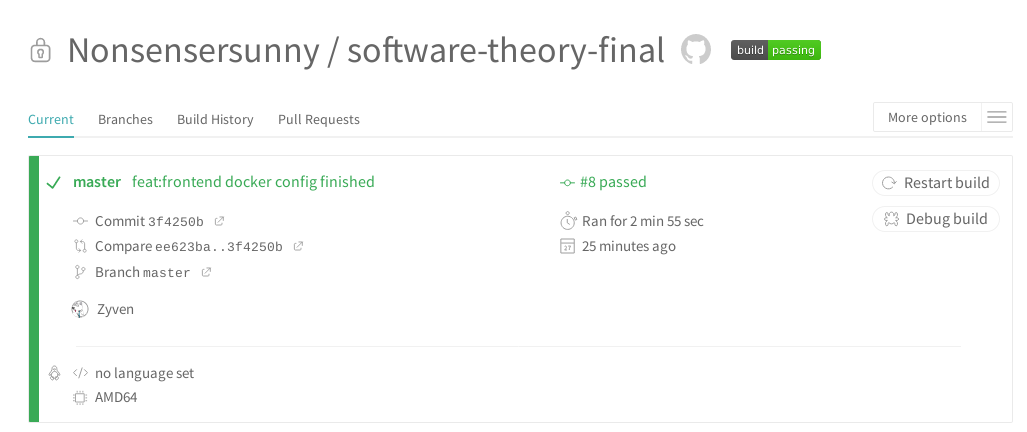 Nonsensersunny / software-theory-final build passing
Current Branches Build History Pull Requests More options
master feat:frontend docker config finished #8 passed Restart build
Commit 3f4250b Ran for 2 min 55 sec Debug build
Compare ee623ba..3f4250b 25 minutes ago
Branch master
Zyven
no language set
AMD64